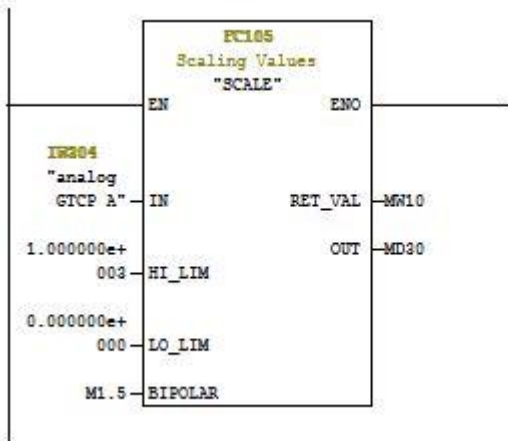 FC105
Scaling Values
"SCALE"
EN ENO
IW304
"analog
GTCP A" IN RET_VAL MW10
1.000000e+ OUT MD30
003 HI_LIM
0.000000e+
000 LO_LIM
M1.5 BIPOLAR